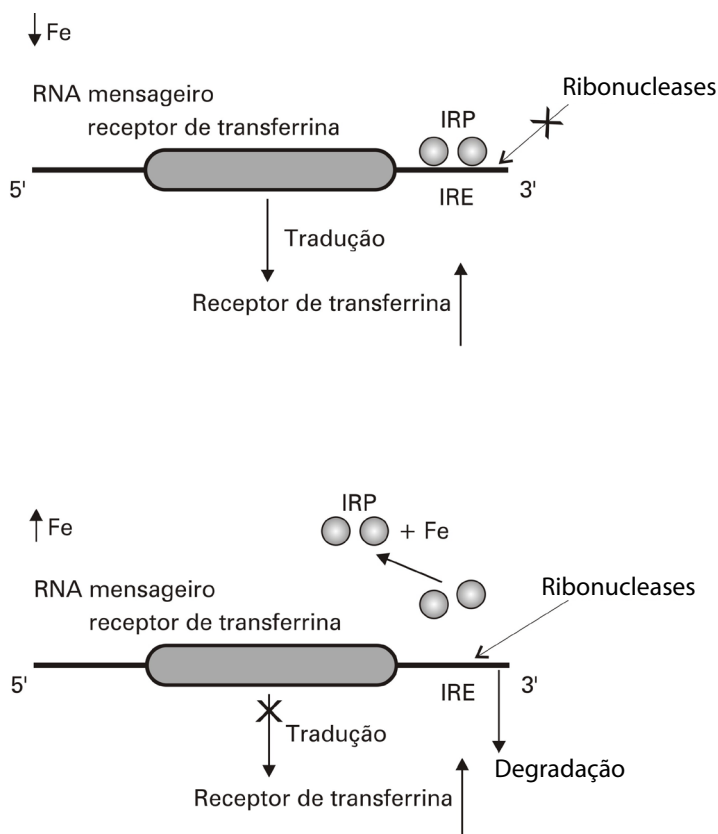 Fe
RNA mensageiro
receptor de transferrina
Ribonucleases
IRP
5'
3'
IRE
Tradução
Receptor de transferrina
IRP
Fe
+ Fe
RNA mensageiro
receptor de transferrina
Ribonucleases
5'
3'
IRE
Tradução
Degradação
Receptor de transferrina